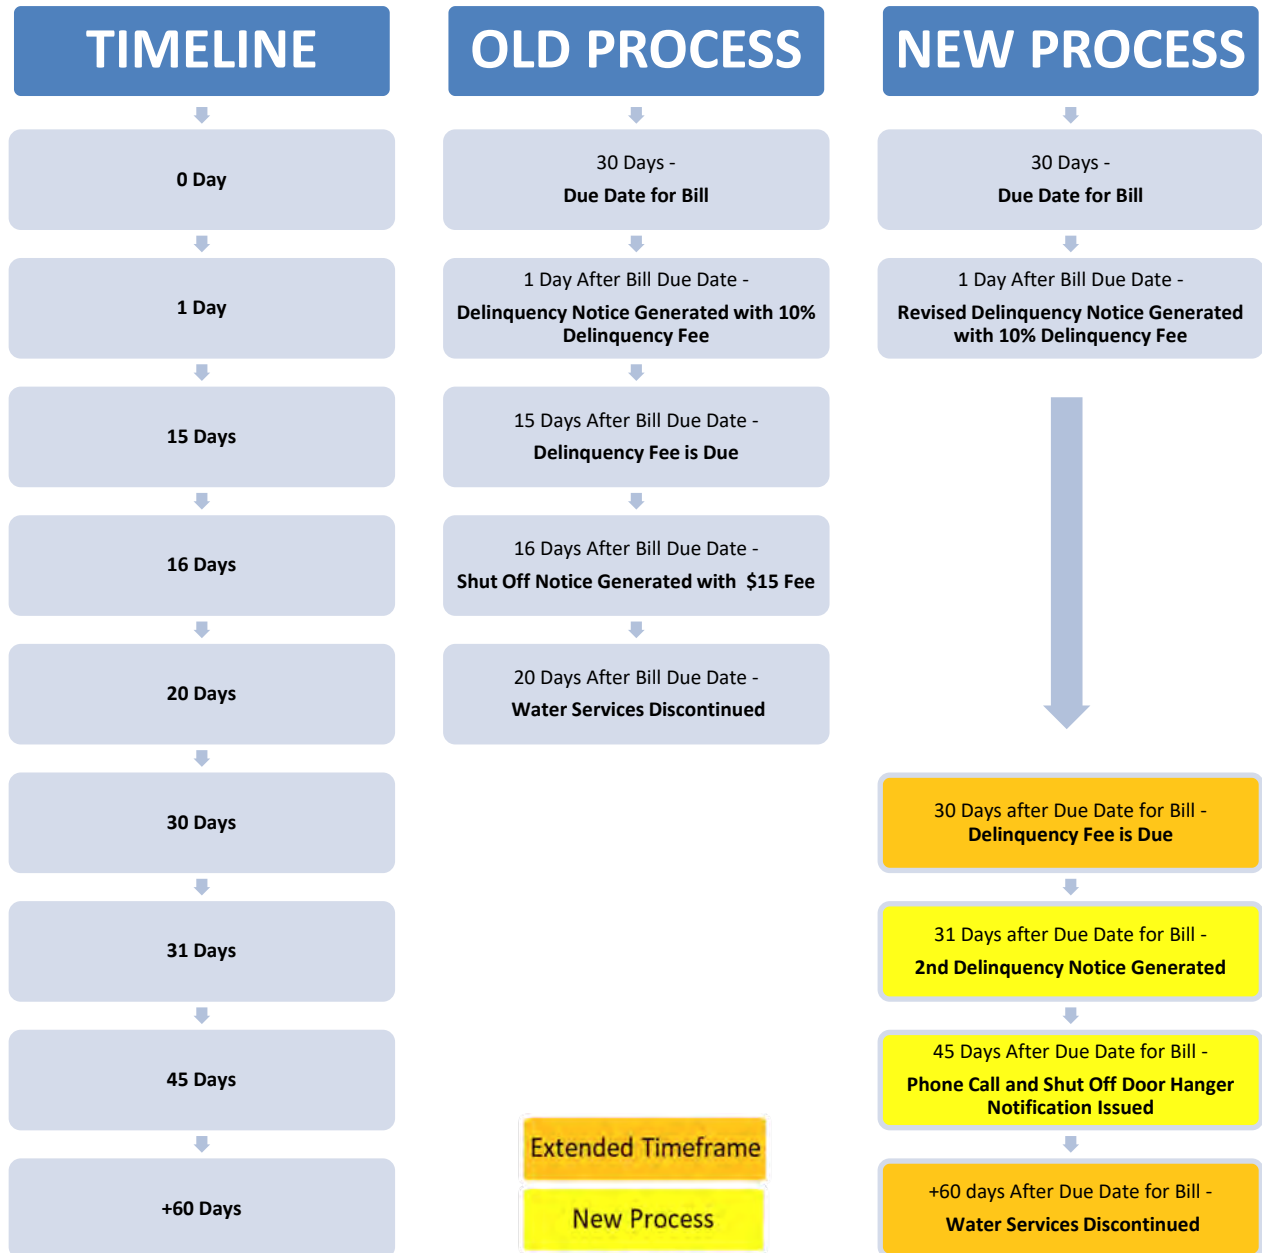 TIMELINE
0 Day
1 Day
15 Days
16 Days
20 Days
30 Days
31 Days
45 Days
+60 Days
OLD PROCESS
30 Days -
Due Date for Bill
1 Day After Bill Due Date -
Delinquency Notice Generated with 10%
Delinquency Fee
15 Days After Bill Due Date -
Delinquency Fee is Due
16 Days After Bill Due Date -
Shut Off Notice Generated with $15 Fee
20 Days After Bill Due Date -
Water Services Discontinued
Extended Timeframe
New Process
NEW PROCESS
30 Days -
Due Date for Bill
1 Day After Bill Due Date -
Revised Delinquency Notice Generated
with 10% Delinquency Fee
30 Days after Due Date for Bill -
Delinquency Fee is Due
31 Days after Due Date for Bill -
2nd Delinquency Notice Generated
45 Days After Due Date for Bill -
Phone Call and Shut Off Door Hanger
Notification Issued
+60 days After Due Date for Bill -
Water Services Discontinued